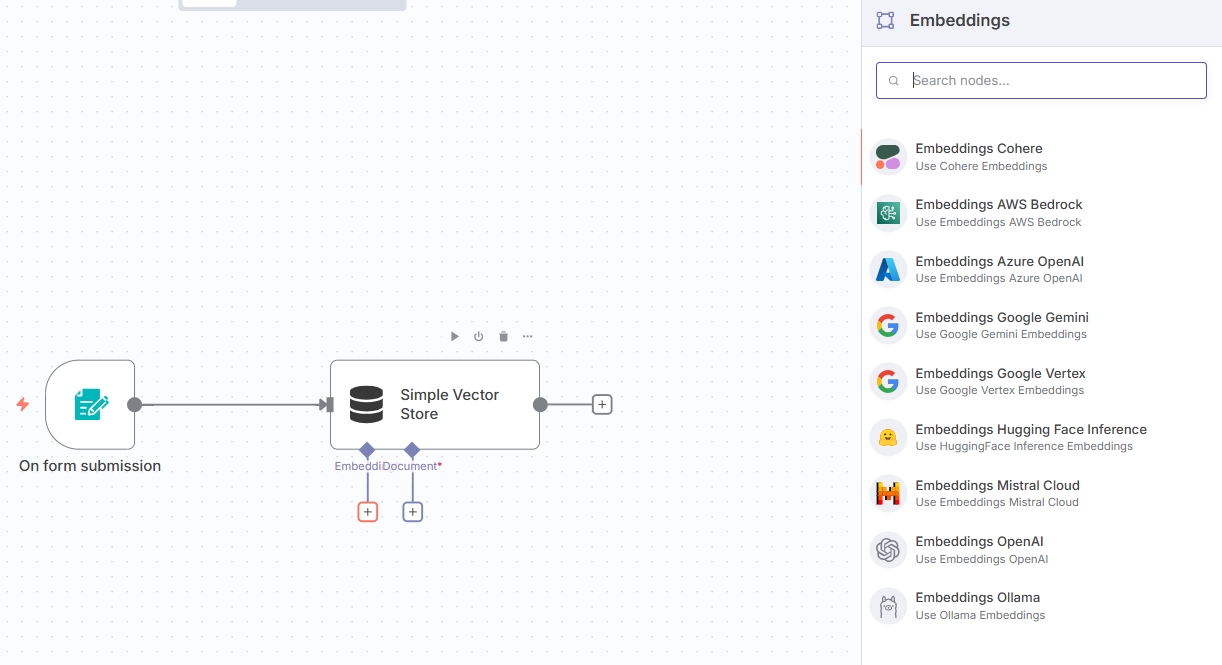 Embeddings
Search nodes...
Embeddings Cohere
Use Cohere Embeddings
Embeddings AWS Bedrock
Use Embeddings AWS Bedrock
Embeddings Azure OpenAI
Use Embeddings Azure OpenAI
Embeddings Google Gemini
Use Google Gemini Embeddings
Embeddings Google Vertex
Use Google Vertex Embeddings
Embeddings Hugging Face Inference
Use HuggingFace Inference Embeddings
Embeddings Mistral Cloud
Use Embeddings Mistral Cloud
Embeddings OpenAI
Use Embeddings OpenAI
Embeddings Ollama
Use Ollama Embeddings
Simple Vector
Store
EmbeddiDocument*
On form submission